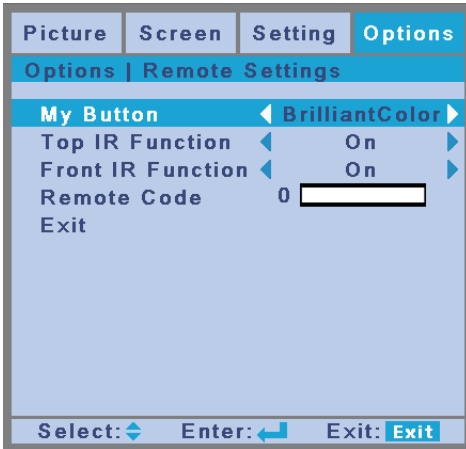 Picture Screen Setting Options
Options | Remote Settings
My Button BrilliantColor
Top IR Function On
Front IR Function On
Remote Code 0
Exit
Select: Enter: Exit: Exit